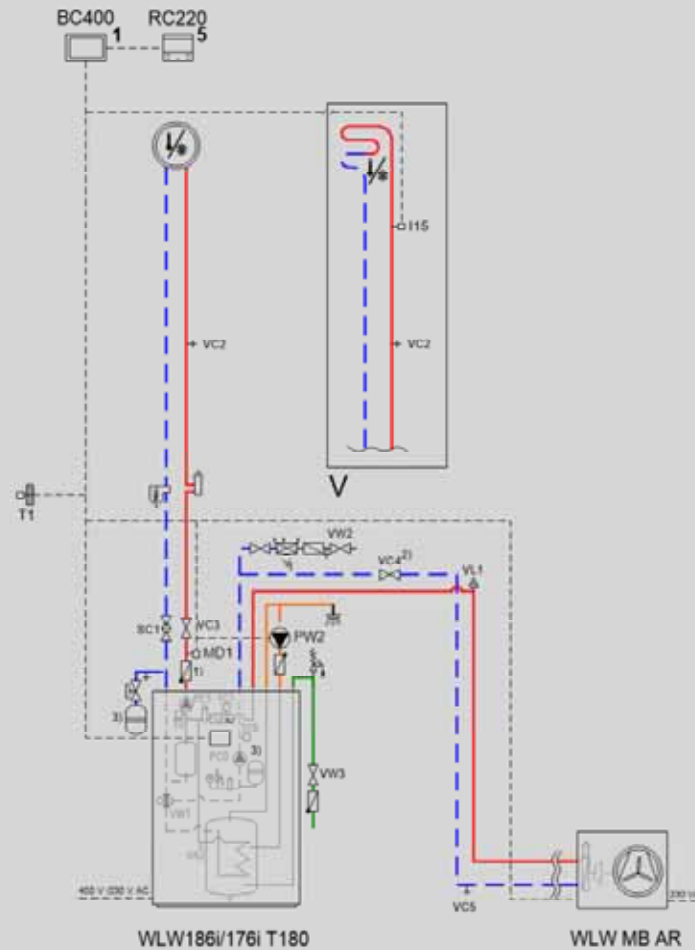 BC400 RC220
1 5
I15
VC2 VC2
V
T1
VW2
VC4 2)
VL1
SC1 VC3
PW2
MD1
1)
3)
3)
PC0
VW1
VW3
400 V /230 V AC
230 V
VC5
WLW186i/176i T180 WLW MB AR